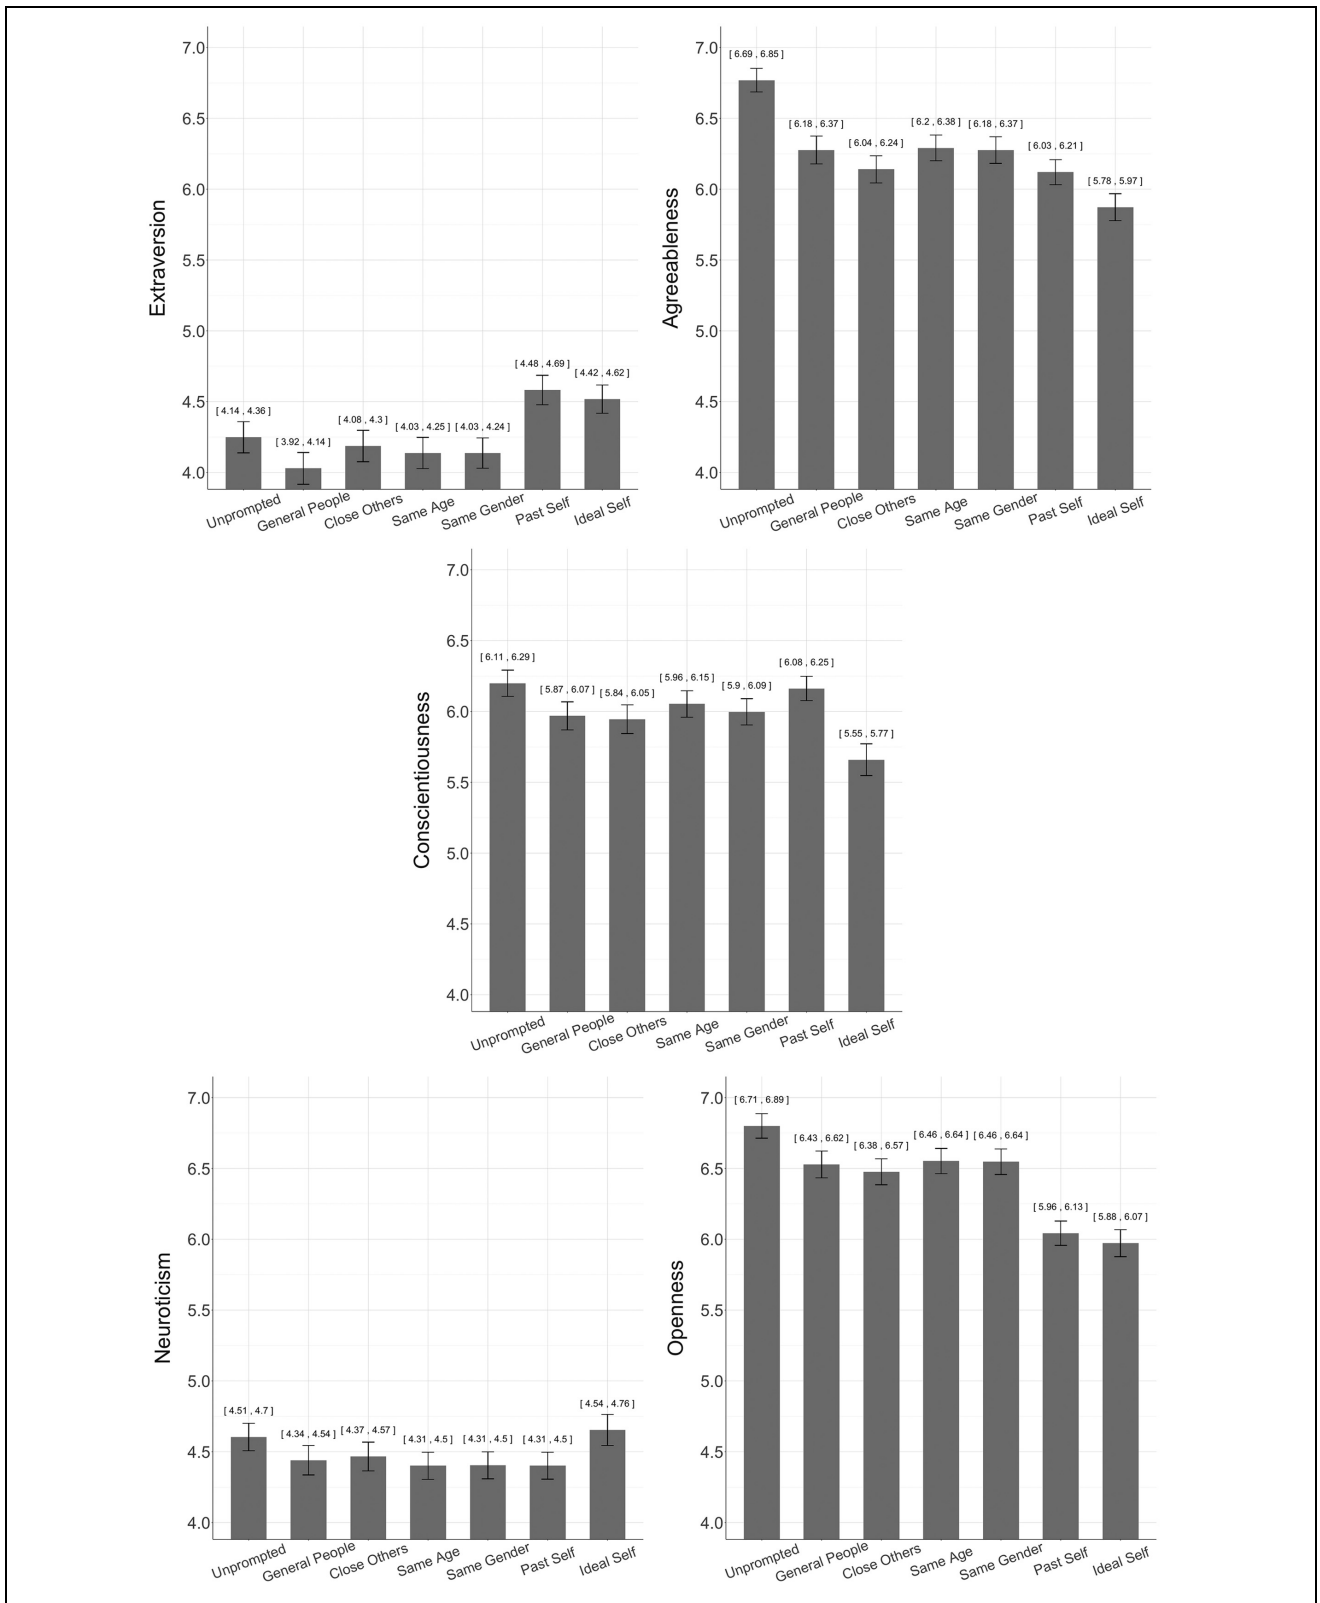 Extraversion
7.0
6.5
6.0
5.5
5.0
4.5
4.0
[ 4.14 , 4.36 ]
[ 3.92 , 4.14 ]
[ 4.08 , 4.3 ]
[ 4.03 , 4.25 ]
[ 4.03 , 4.24 ]
[ 4.48 , 4.69 ]
[ 4.42 , 4.62 ]
Unprompted
General People
Close Others
Same Age
Same Gender
Past Self
Ideal Self
Agreeableness
7.0
6.5
6.0
5.5
5.0
4.5
4.0
[ 6.69 , 6.85 ]
[ 6.18 , 6.37 ]
[ 6.04 , 6.24 ]
[ 6.2 , 6.38 ]
[ 6.18 , 6.37 ]
[ 6.03 , 6.21 ]
[ 5.78 , 5.97 ]
Unprompted
General People
Close Others
Same Age
Same Gender
Past Self
Ideal Self
Conscientiousness
7.0
6.5
6.0
5.5
5.0
4.5
4.0
[ 6.11 , 6.29 ]
[ 5.87 , 6.07 ]
[ 5.84 , 6.05 ]
[ 5.96 , 6.15 ]
[ 5.9 , 6.09 ]
[ 6.08 , 6.25 ]
[ 5.55 , 5.77 ]
Unprompted
General People
Close Others
Same Age
Same Gender
Past Self
Ideal Self
Neuroticism
7.0
6.5
6.0
5.5
5.0
4.5
4.0
[ 4.51 , 4.7 ]
[ 4.34 , 4.54 ]
[ 4.37 , 4.57 ]
[ 4.31 , 4.5 ]
[ 4.31 , 4.5 ]
[ 4.31 , 4.5 ]
[ 4.54 , 4.76 ]
Unprompted
General People
Close Others
Same Age
Same Gender
Past Self
Ideal Self
Openness
7.0
6.5
6.0
5.5
5.0
4.5
4.0
[ 6.71 , 6.89 ]
[ 6.43 , 6.62 ]
[ 6.38 , 6.57 ]
[ 6.46 , 6.64 ]
[ 6.46 , 6.64 ]
[ 5.96 , 6.13 ]
[ 5.88 , 6.07 ]
Unprompted
General People
Close Others
Same Age
Same Gender
Past Self
Ideal Self